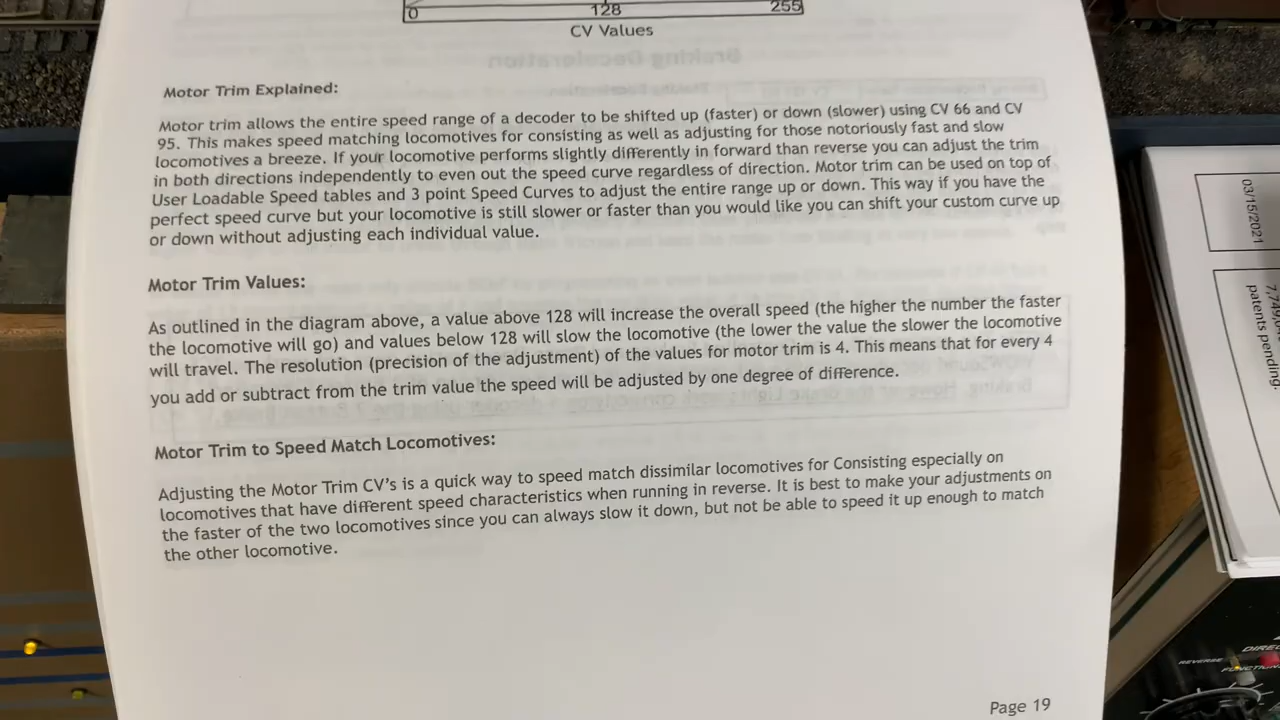 0 128 255
CV Values
Motor Trim Explained:
Motor trim allows the entire speed range of a decoder to be shifted up (faster) or down (slower) using CV 66 and CV
95. This makes speed matching locomotives for consisting as well as adjusting for those notoriously fast and slow
locomotives a breeze. If your locomotive performs slightly differently in forward than reverse you can adjust the trim
in both directions independently to even out the speed curve regardless of direction. Motor trim can be used on top of
User Loadable Speed tables and 3 point Speed Curves to adjust the entire range up or down. This way if you have the
perfect speed curve but your locomotive is still slower or faster than you would like you can shift your custom curve up
or down without adjusting each individual value.
Motor Trim Values:
As outlined in the diagram above, a value above 128 will increase the overall speed (the higher the number the faster
the locomotive will go) and values below 128 will slow the locomotive (the lower the value the slower the locomotive
will travel. The resolution (precision of the adjustment) of the values for motor trim is 4. This means that for every 4
you add or subtract from the trim value the speed will be adjusted by one degree of difference.
Motor Trim to Speed Match Locomotives:
Adjusting the Motor Trim CV's is a quick way to speed match dissimilar locomotives for Consisting especially on
locomotives that have different speed characteristics when running in reverse. It is best to make your adjustments on
the faster of the two locomotives since you can always slow it down, but not be able to speed it up enough to match
the other locomotive.
Page 19
03/15/2021
patents pending.
REVERSE